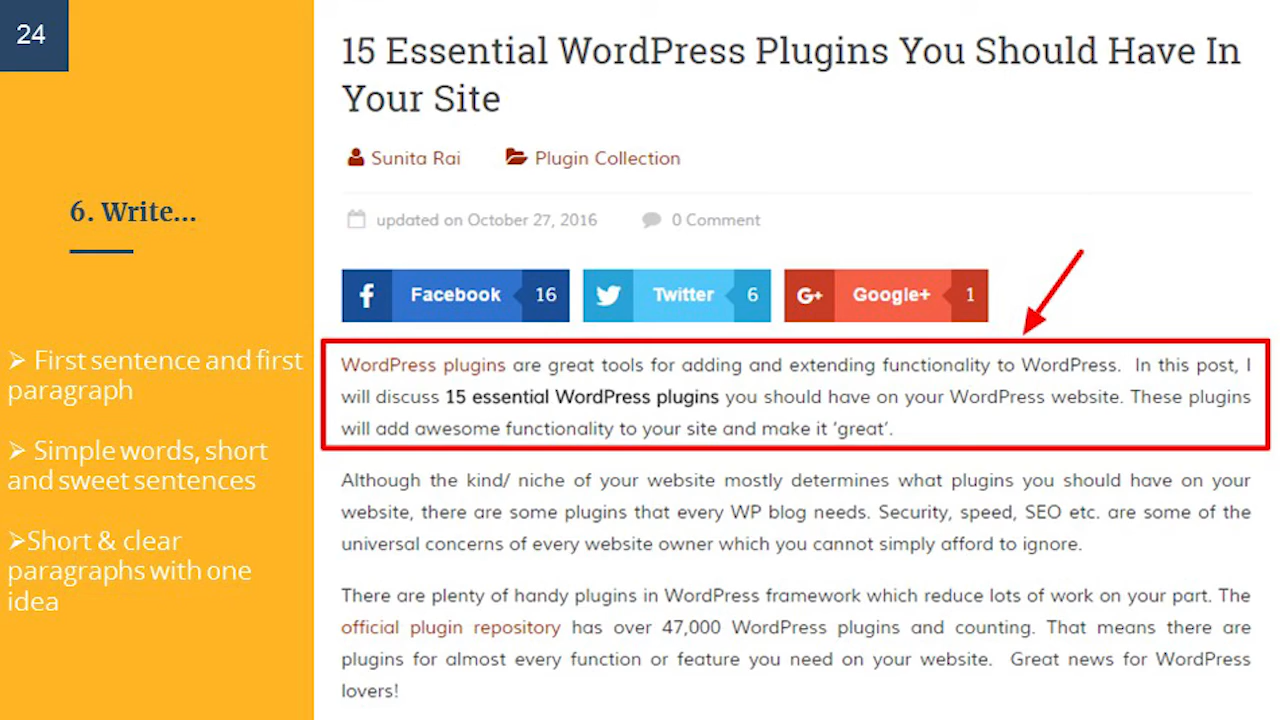 24
6. Write...
➢ First sentence and first
paragraph
➢ Simple words, short
and sweet sentences
➢Short & clear
paragraphs with one
idea
15 Essential WordPress Plugins You Should Have In
Your Site
Sunita Rai Plugin Collection
updated on October 27, 2016 0 Comment
Facebook 16 Twitter 6 G+ Google+ 1
WordPress plugins are great tools for adding and extending functionality to WordPress. In this post, I
will discuss 15 essential WordPress plugins you should have on your WordPress website. These plugins
will add awesome functionality to your site and make it ‘great’.
Although the kind/ niche of your website mostly determines what plugins you should have on your
website, there are some plugins that every WP blog needs. Security, speed, SEO etc. are some of the
universal concerns of every website owner which you cannot simply afford to ignore.
There are plenty of handy plugins in WordPress framework which reduce lots of work on your part. The
official plugin repository has over 47,000 WordPress plugins and counting. That means there are
plugins for almost every function or feature you need on your website. Great news for WordPress
lovers!